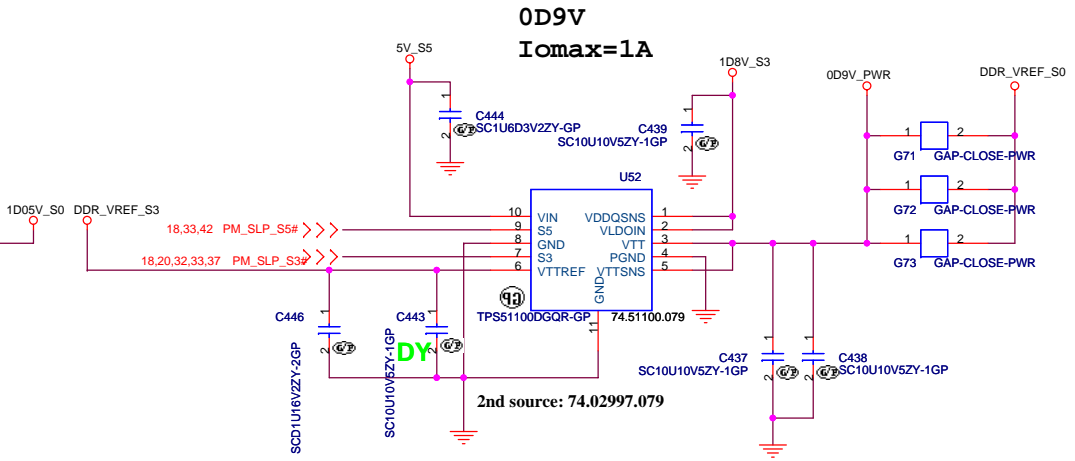 0D9V
Iomax=1A
5V_S5
1D8V_S3
0D9V_PWR
DDR_VREF_S0
1
2
C444
SC1U6D3V2ZY-GP
1
2
C439
SC10U10V5ZY-1GP
1
2
G71
GAP-CLOSE-PWR
1
2
G72
GAP-CLOSE-PWR
1
2
G73
GAP-CLOSE-PWR
U52
1D05V_S0
DDR_VREF_S3
18,33,42 PM_SLP_S5#
18,20,32,33,37 PM_SLP_S3#
10
VIN
VDDQSNS
1
9
S5
VLDOIN
2
8
GND
VTT
3
7
S3
PGND
4
6
VTTREF
VTTSNS
5
GND
11
TPS51100DGQR-GP
74.51100.079
C446
1
2
SCD1U16V2ZY-2GP
C443
1
2
SC10U10V5ZY-1GP
DY
C437
1
2
SC10U10V5ZY-1GP
C438
1
2
SC10U10V5ZY-1GP
2nd source: 74.02997.079